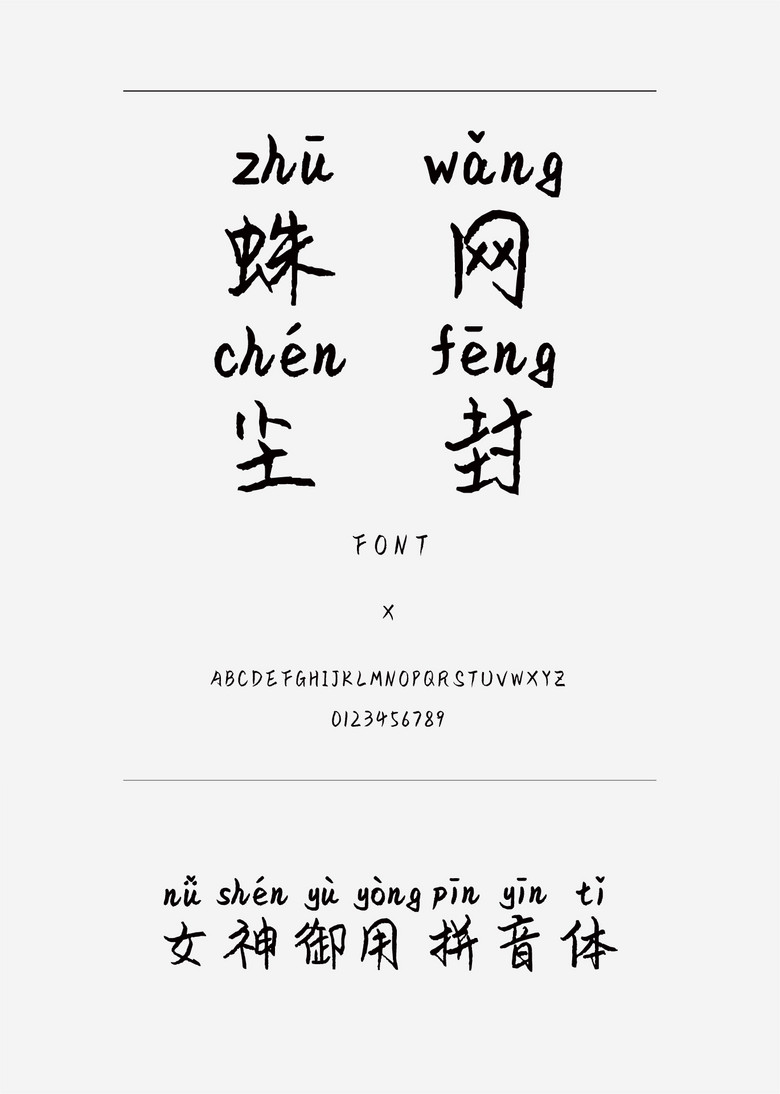 zhū wǎng
蛛 网
chén fēng
尘 封
FONT
X
ABCDEFGHIJKLMNOPQRSTUVWXYZ
0123456789
nǚ shén yù yòng pīn yīn tǐ
女 神 御 用 拼 音 体